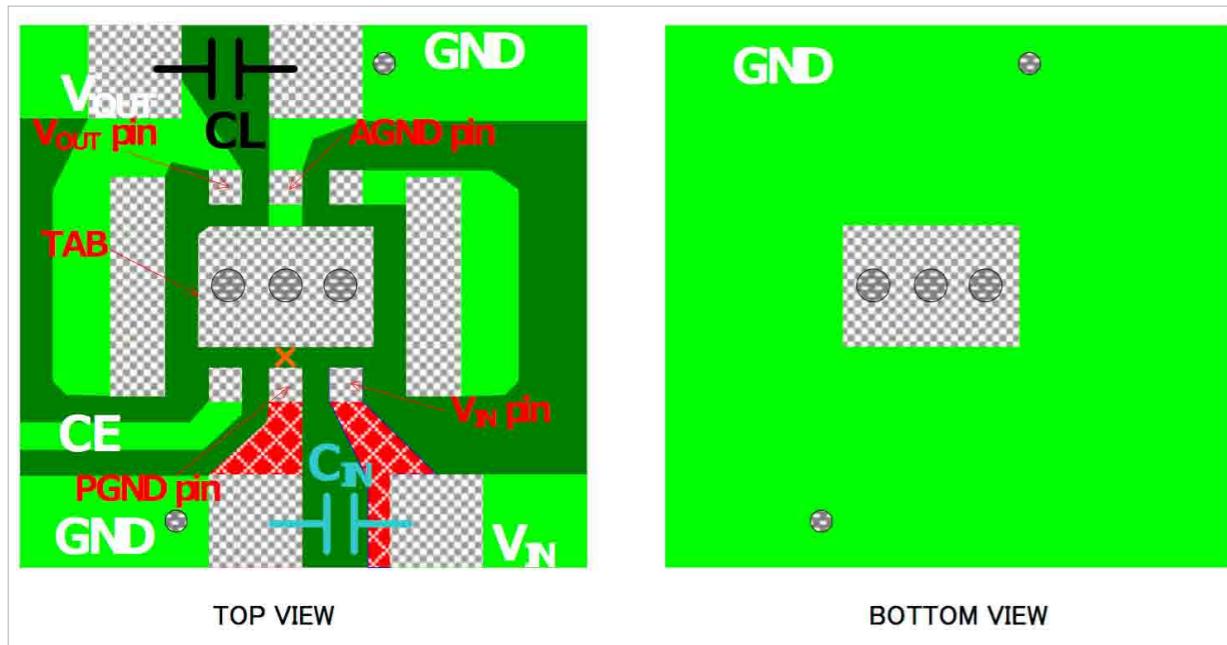 GND
VOUT
CL
VOUT pin
AGND pin
TAB
CE
VIN pin
CIN
PGND pin
GND
VIN
TOP VIEW
GND
BOTTOM VIEW